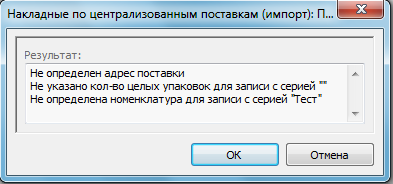 Накладные по централизованным поставкам (импорт): П...
Результат:
Не определен адрес поставки
Не указано кол-во целых упаковок для записи с серией ""
Не определена номенклатура для записи с серией "Тест"
OK
Отмена